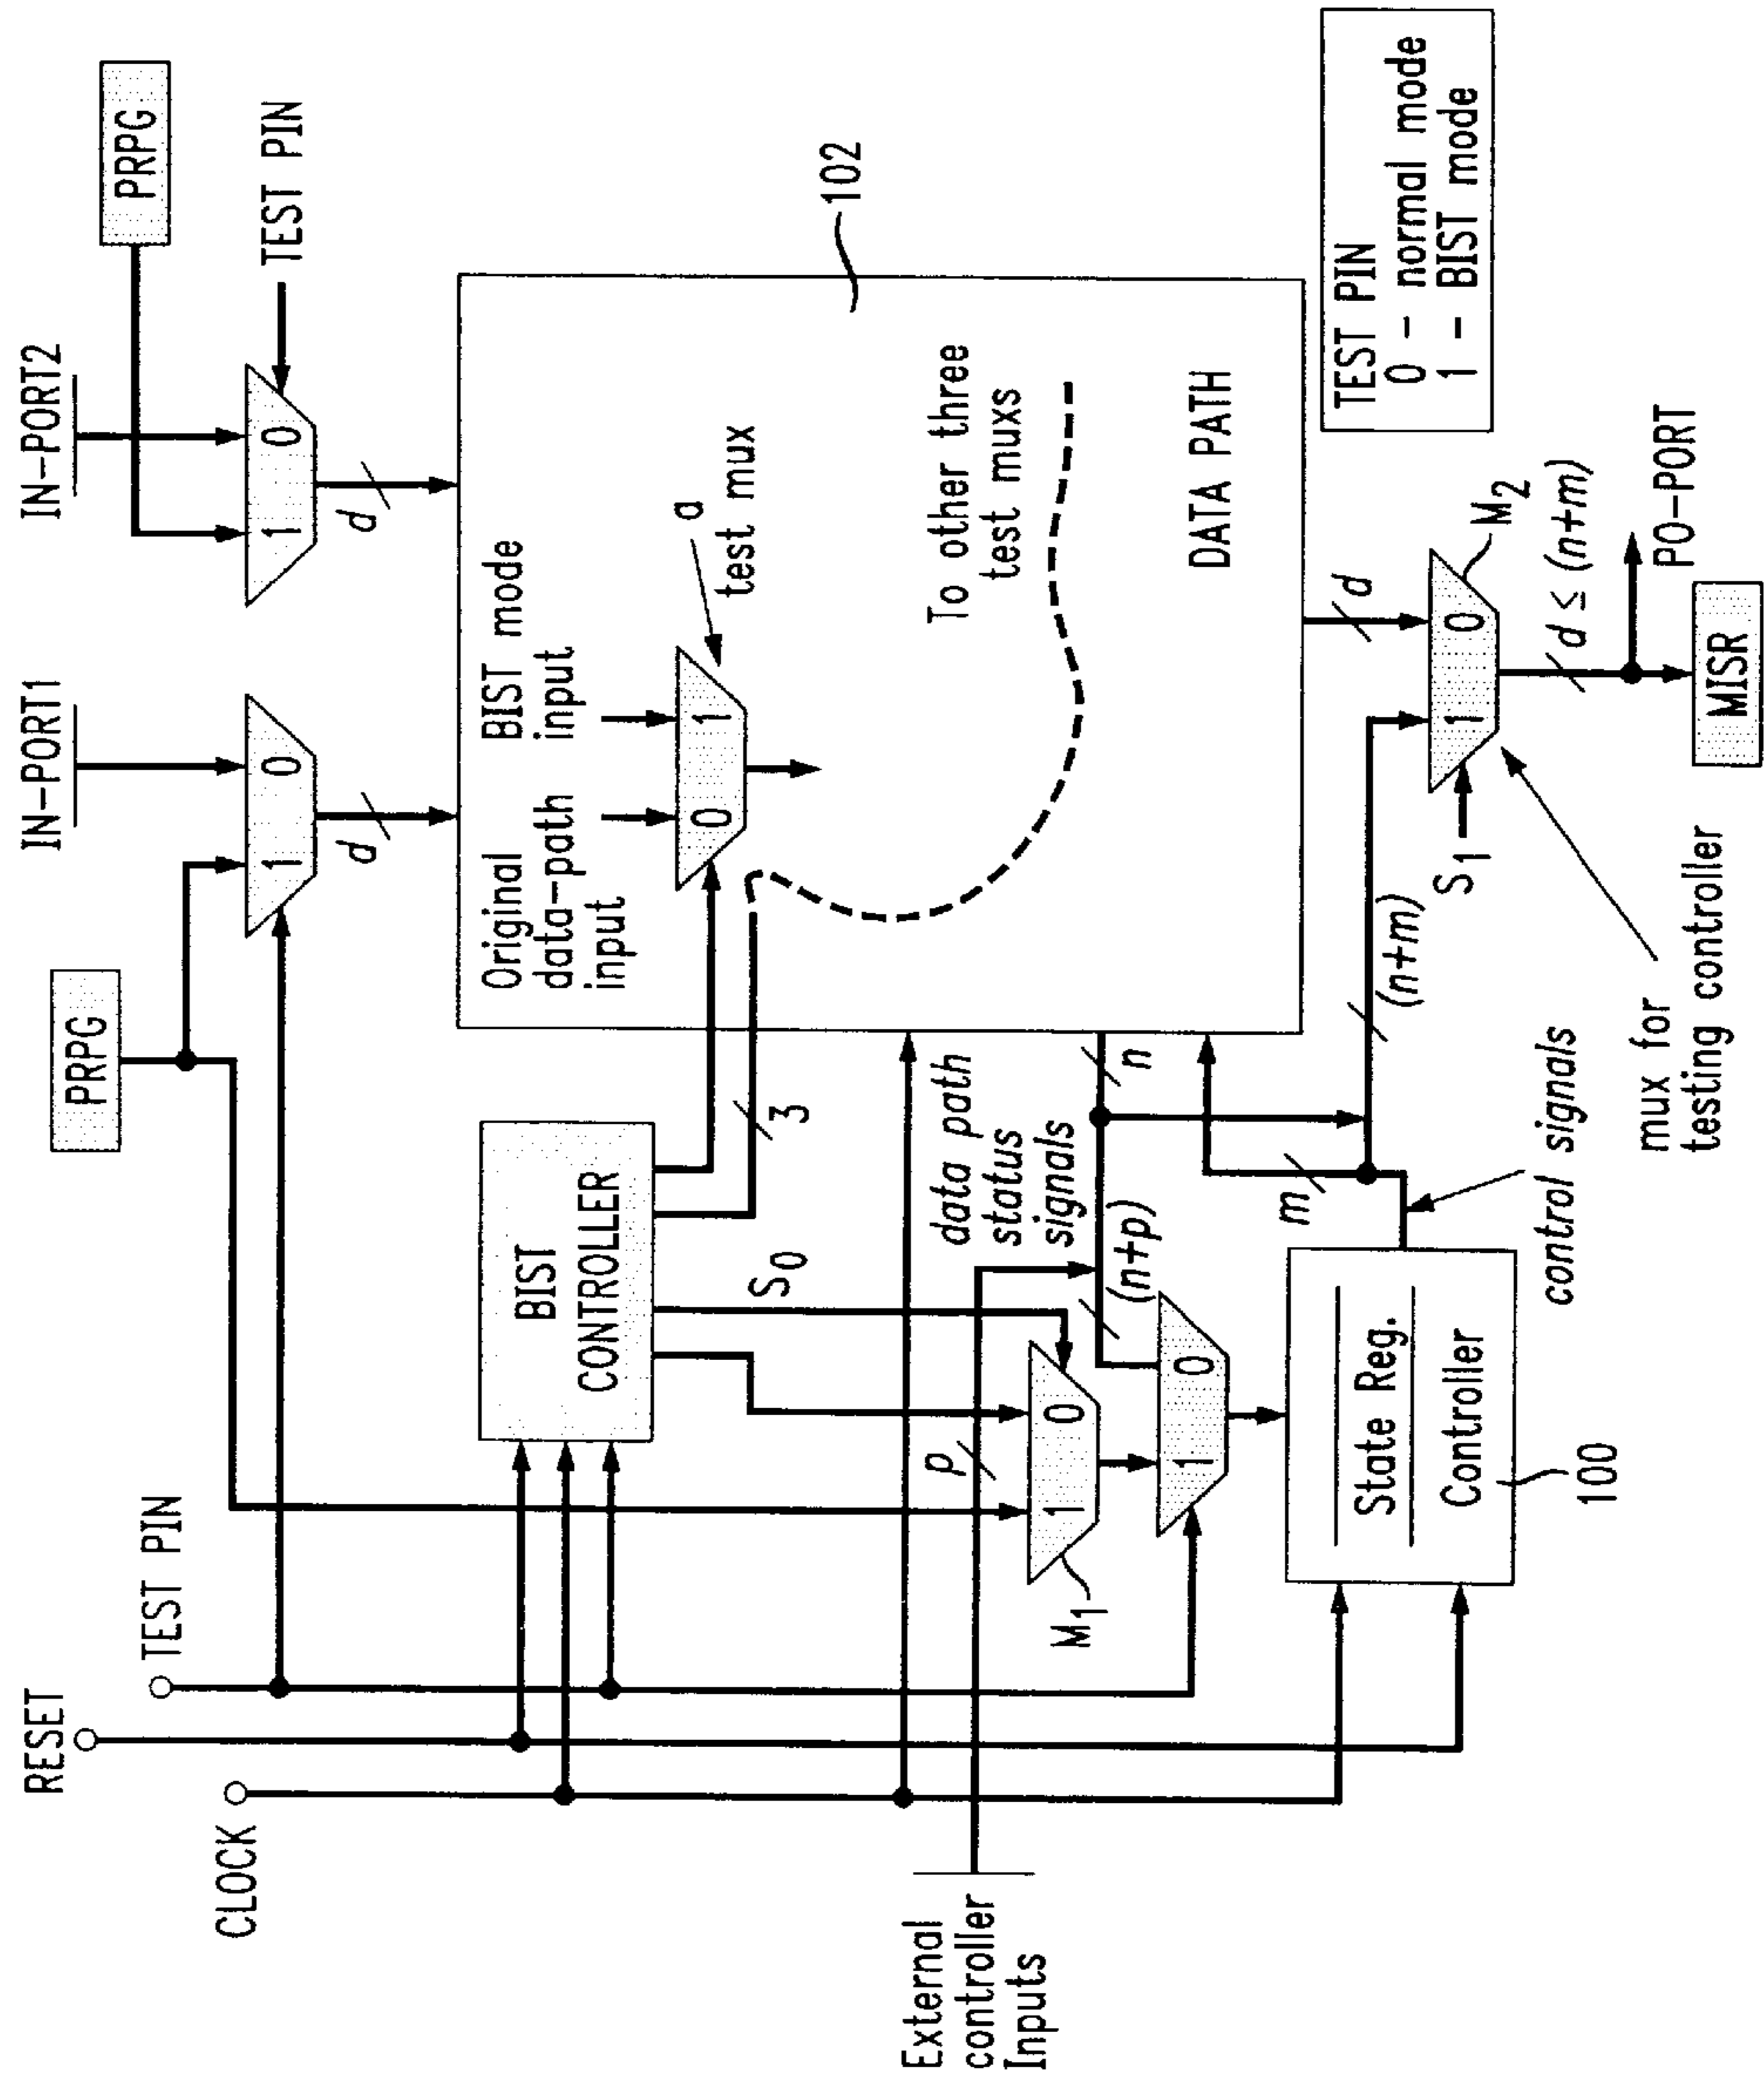 RESET
CLOCK
TEST PIN
PRPG
IN-PORT1
IN-PORT2
PRPG
1
0
1
0
TEST PIN
d
d
BIST
CONTROLLER
S0
3
Original
data-path
input
BIST mode
input
0
1
a
test mux
To other three
test muxs
DATA PATH
102
External
controller
Inputs
p
M1
1
0
data path
status
signals
n
(n+p)
1
0
State Reg.
Controller
100
m
control signals
(n+m)
S1
mux for
testing controller
d
1
0
M2
d ≤ (n+m)
PO-PORT
MISR
TEST PIN
0 - normal mode
1 - BIST mode